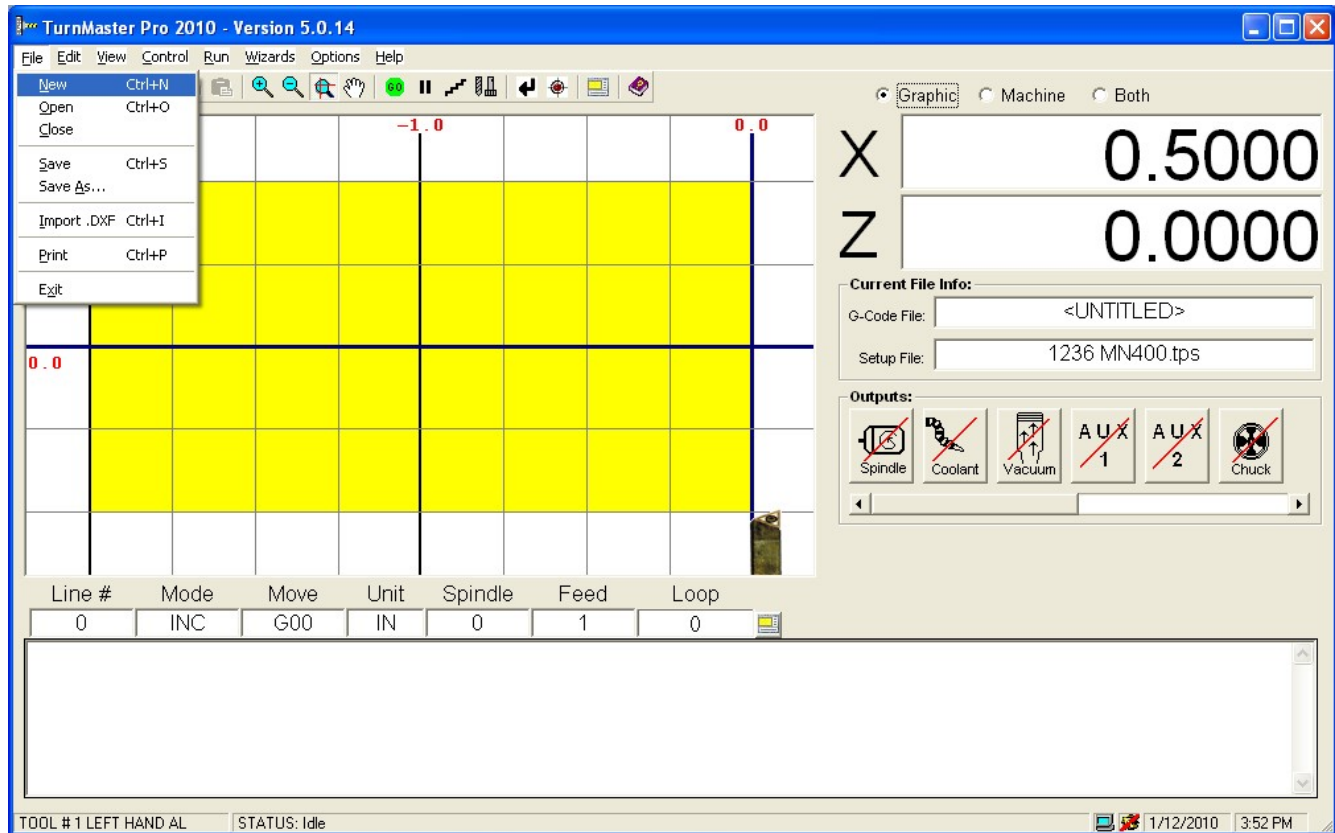 TurnMaster Pro 2010 - Version 5.0.14
File Edit View Control Run Wizards Options Help
New Ctrl+N
Open Ctrl+O
Close
Save Ctrl+S
Save As...
Import .DXF Ctrl+I
Print Ctrl+P
Exit
GO
-1.0 0.0
0.0
Graphic Machine Both
X 0.5000
Z 0.0000
Current File Info:
G-Code File: <UNTITLED>
Setup File: 1236 MN400.tps
Outputs:
Spindle Coolant Vacuum AUX 1 AUX 2 Chuck
Line # Mode Move Unit Spindle Feed Loop
0 INC G00 IN 0 1 0
TOOL # 1 LEFT HAND AL STATUS: Idle 1/12/2010 3:52 PM